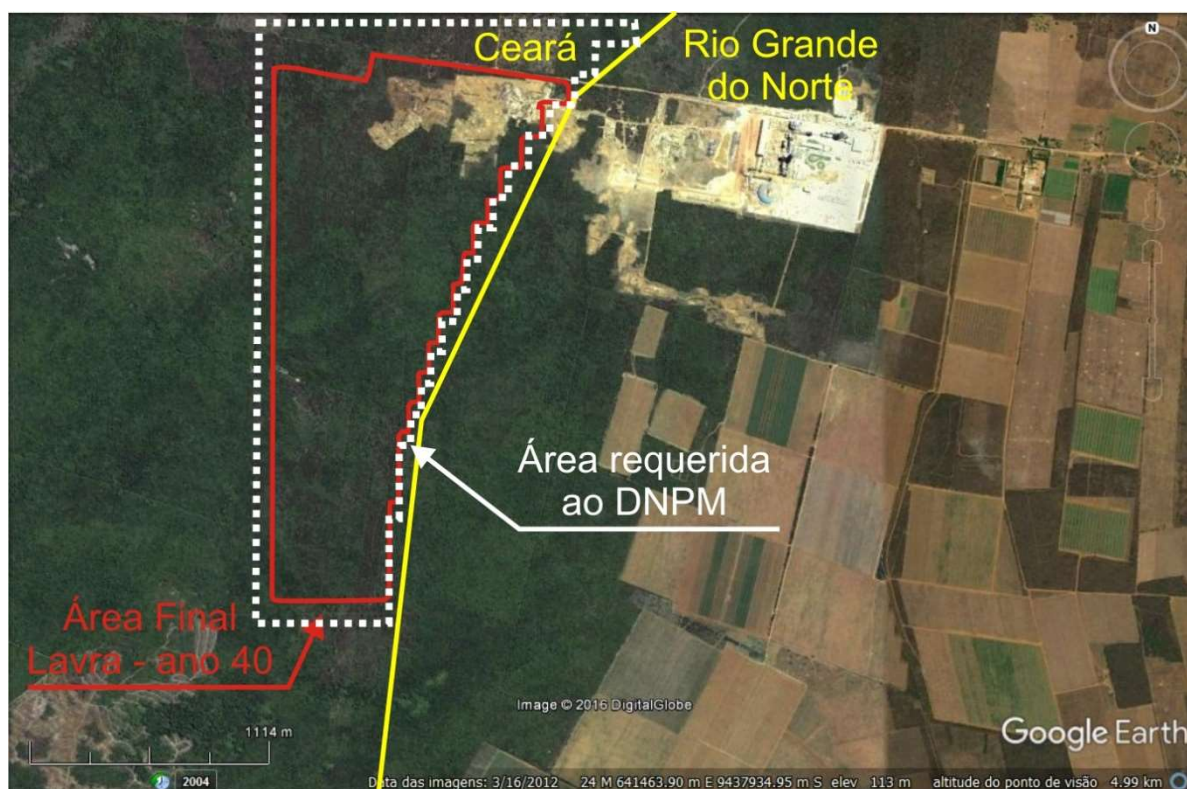 N
Ceará
Rio Grande
do Norte
Área requerida
ao DNPM
Área Final
Lavra - ano 40
Image © 2016 DigitalGlobe
Google Earth
1114 m
2004
Data das imagens: 3/16/2012 24 M 641463.90 m E 9437934.95 m S elev 113 m altitude do ponto de visão 4.99 km